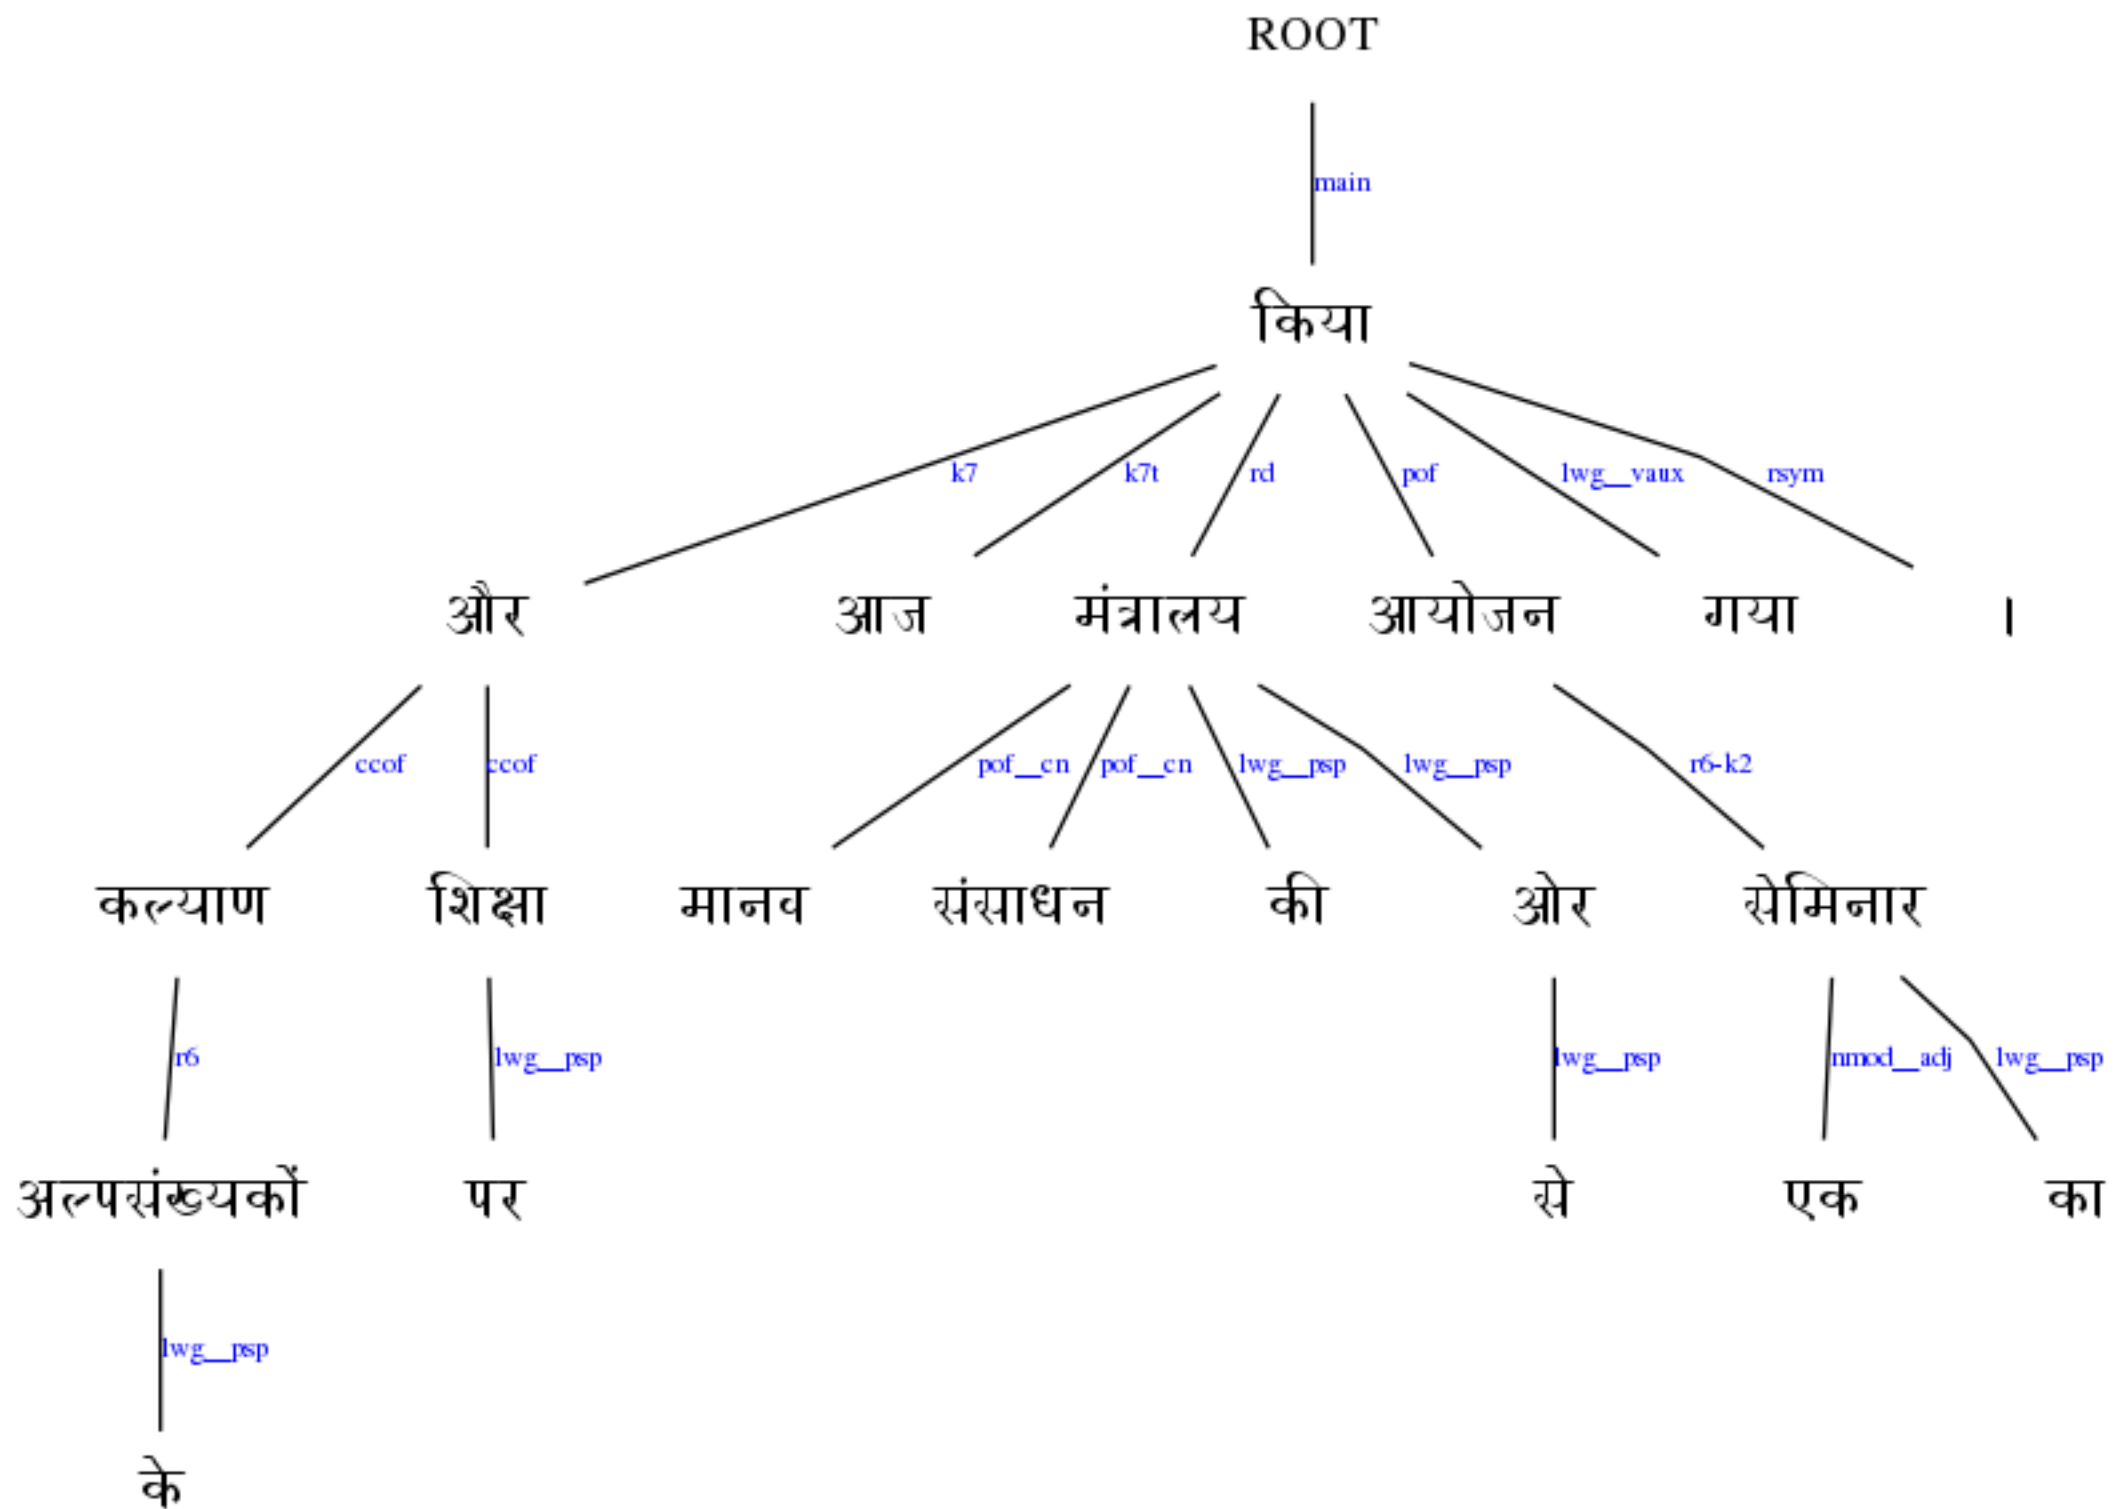 ROOT
main
किया
k7 k7t rd pof lwg__vaux rsym
और आज मंत्रालय आयोजन गया ।
ccof ccof pof__cn pof__cn lwg__psp lwg__psp r6-k2
कल्याण शिक्षा मानव संसाधन की ओर सेमिनार
r6 lwg__psp lwg__psp nmod__adj lwg__psp
अल्पसंख्यकों पर से एक का
lwg__psp
के